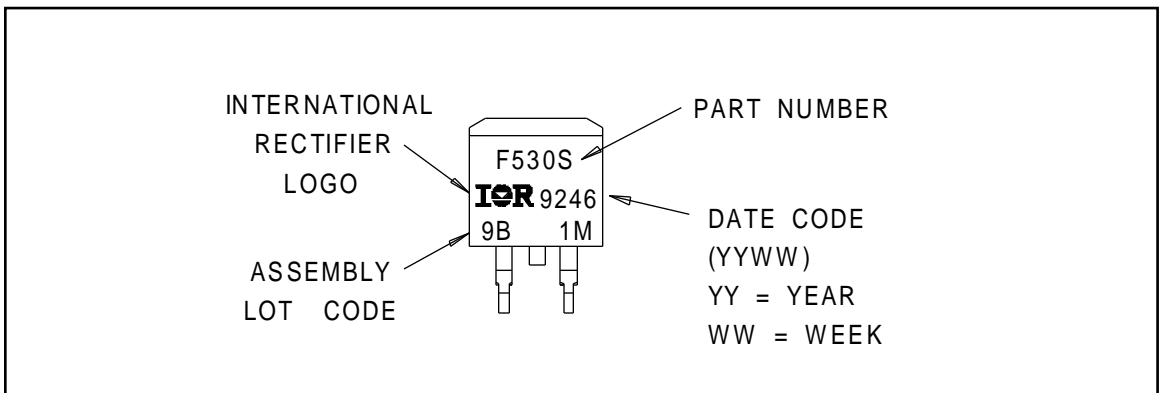 INTERNATIONAL
RECTIFIER
LOGO
ASSEMBLY
LOT CODE
F530S
IOR 9246
9B 1M
PART NUMBER
DATE CODE
(YYWW)
YY = YEAR
WW = WEEK